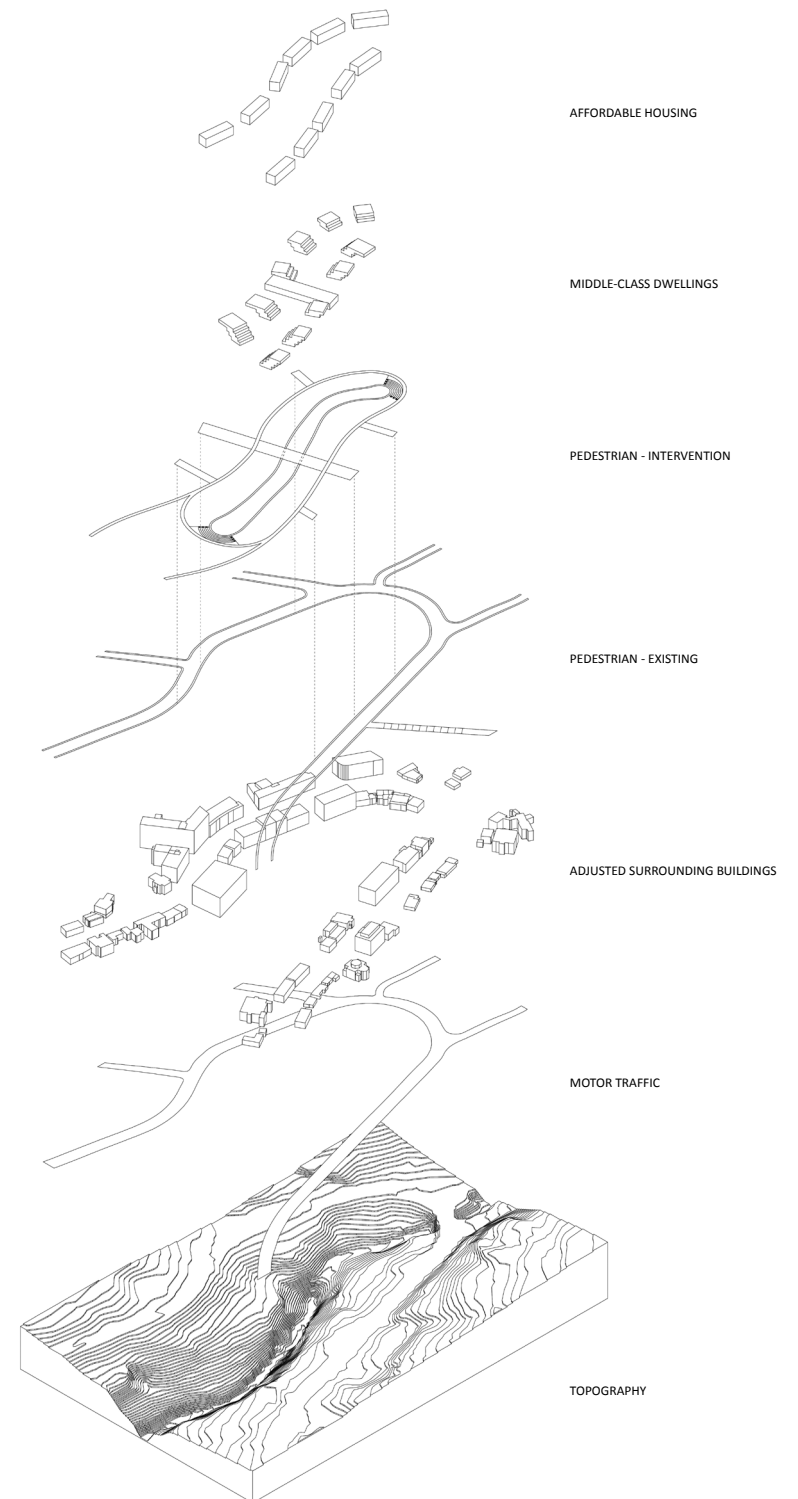 AFFORDABLE HOUSING
MIDDLE-CLASS DWELLINGS
PEDESTRIAN - INTERVENTION
PEDESTRIAN - EXISTING
ADJUSTED SURROUNDING BUILDINGS
MOTOR TRAFFIC
TOPOGRAPHY